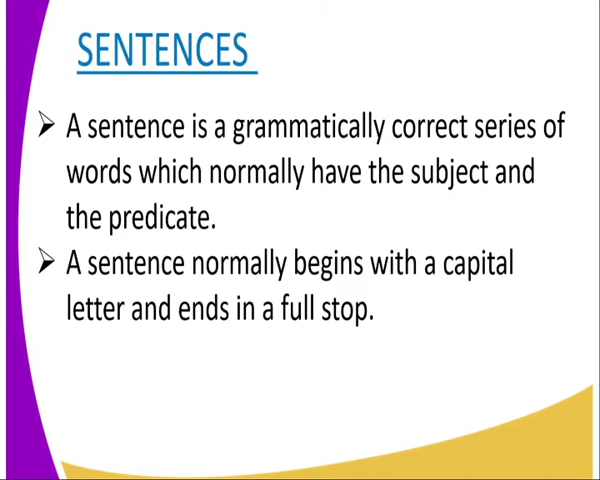 SENTENCES
➢ A sentence is a grammatically correct series of
words which normally have the subject and
the predicate.
➢ A sentence normally begins with a capital
letter and ends in a full stop.